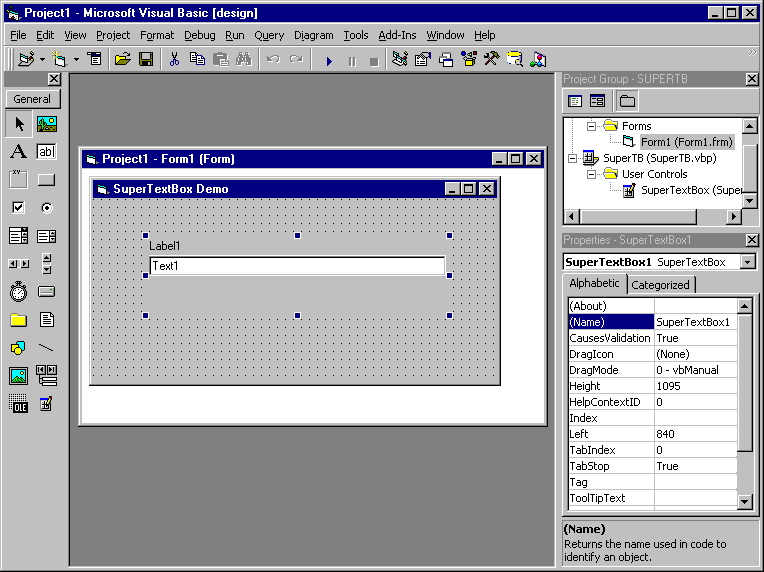 Project1 - Microsoft Visual Basic [design]
File Edit View Project Format Debug Run Query Diagram Tools Add-Ins Window Help
General
A ab|
xv
OLE
Project1 - Form1 (Form)
SuperTextBox Demo
Label1
Text1
Project Group - SUPERTB
Forms
Form1 (Form1.frm)
SuperTB (SuperTB.vbp)
User Controls
SuperTextBox (Super
Properties - SuperTextBox1
SuperTextBox1 SuperTextBox
Alphabetic Categorized
(About)
(Name) SuperTextBox1
CausesValidation True
DragIcon (None)
DragMode 0 - vbManual
Height 1095
HelpContextID 0
Index
Left 840
TabIndex 0
TabStop True
Tag
ToolTipText
(Name)
Returns the name used in code to
identify an object.